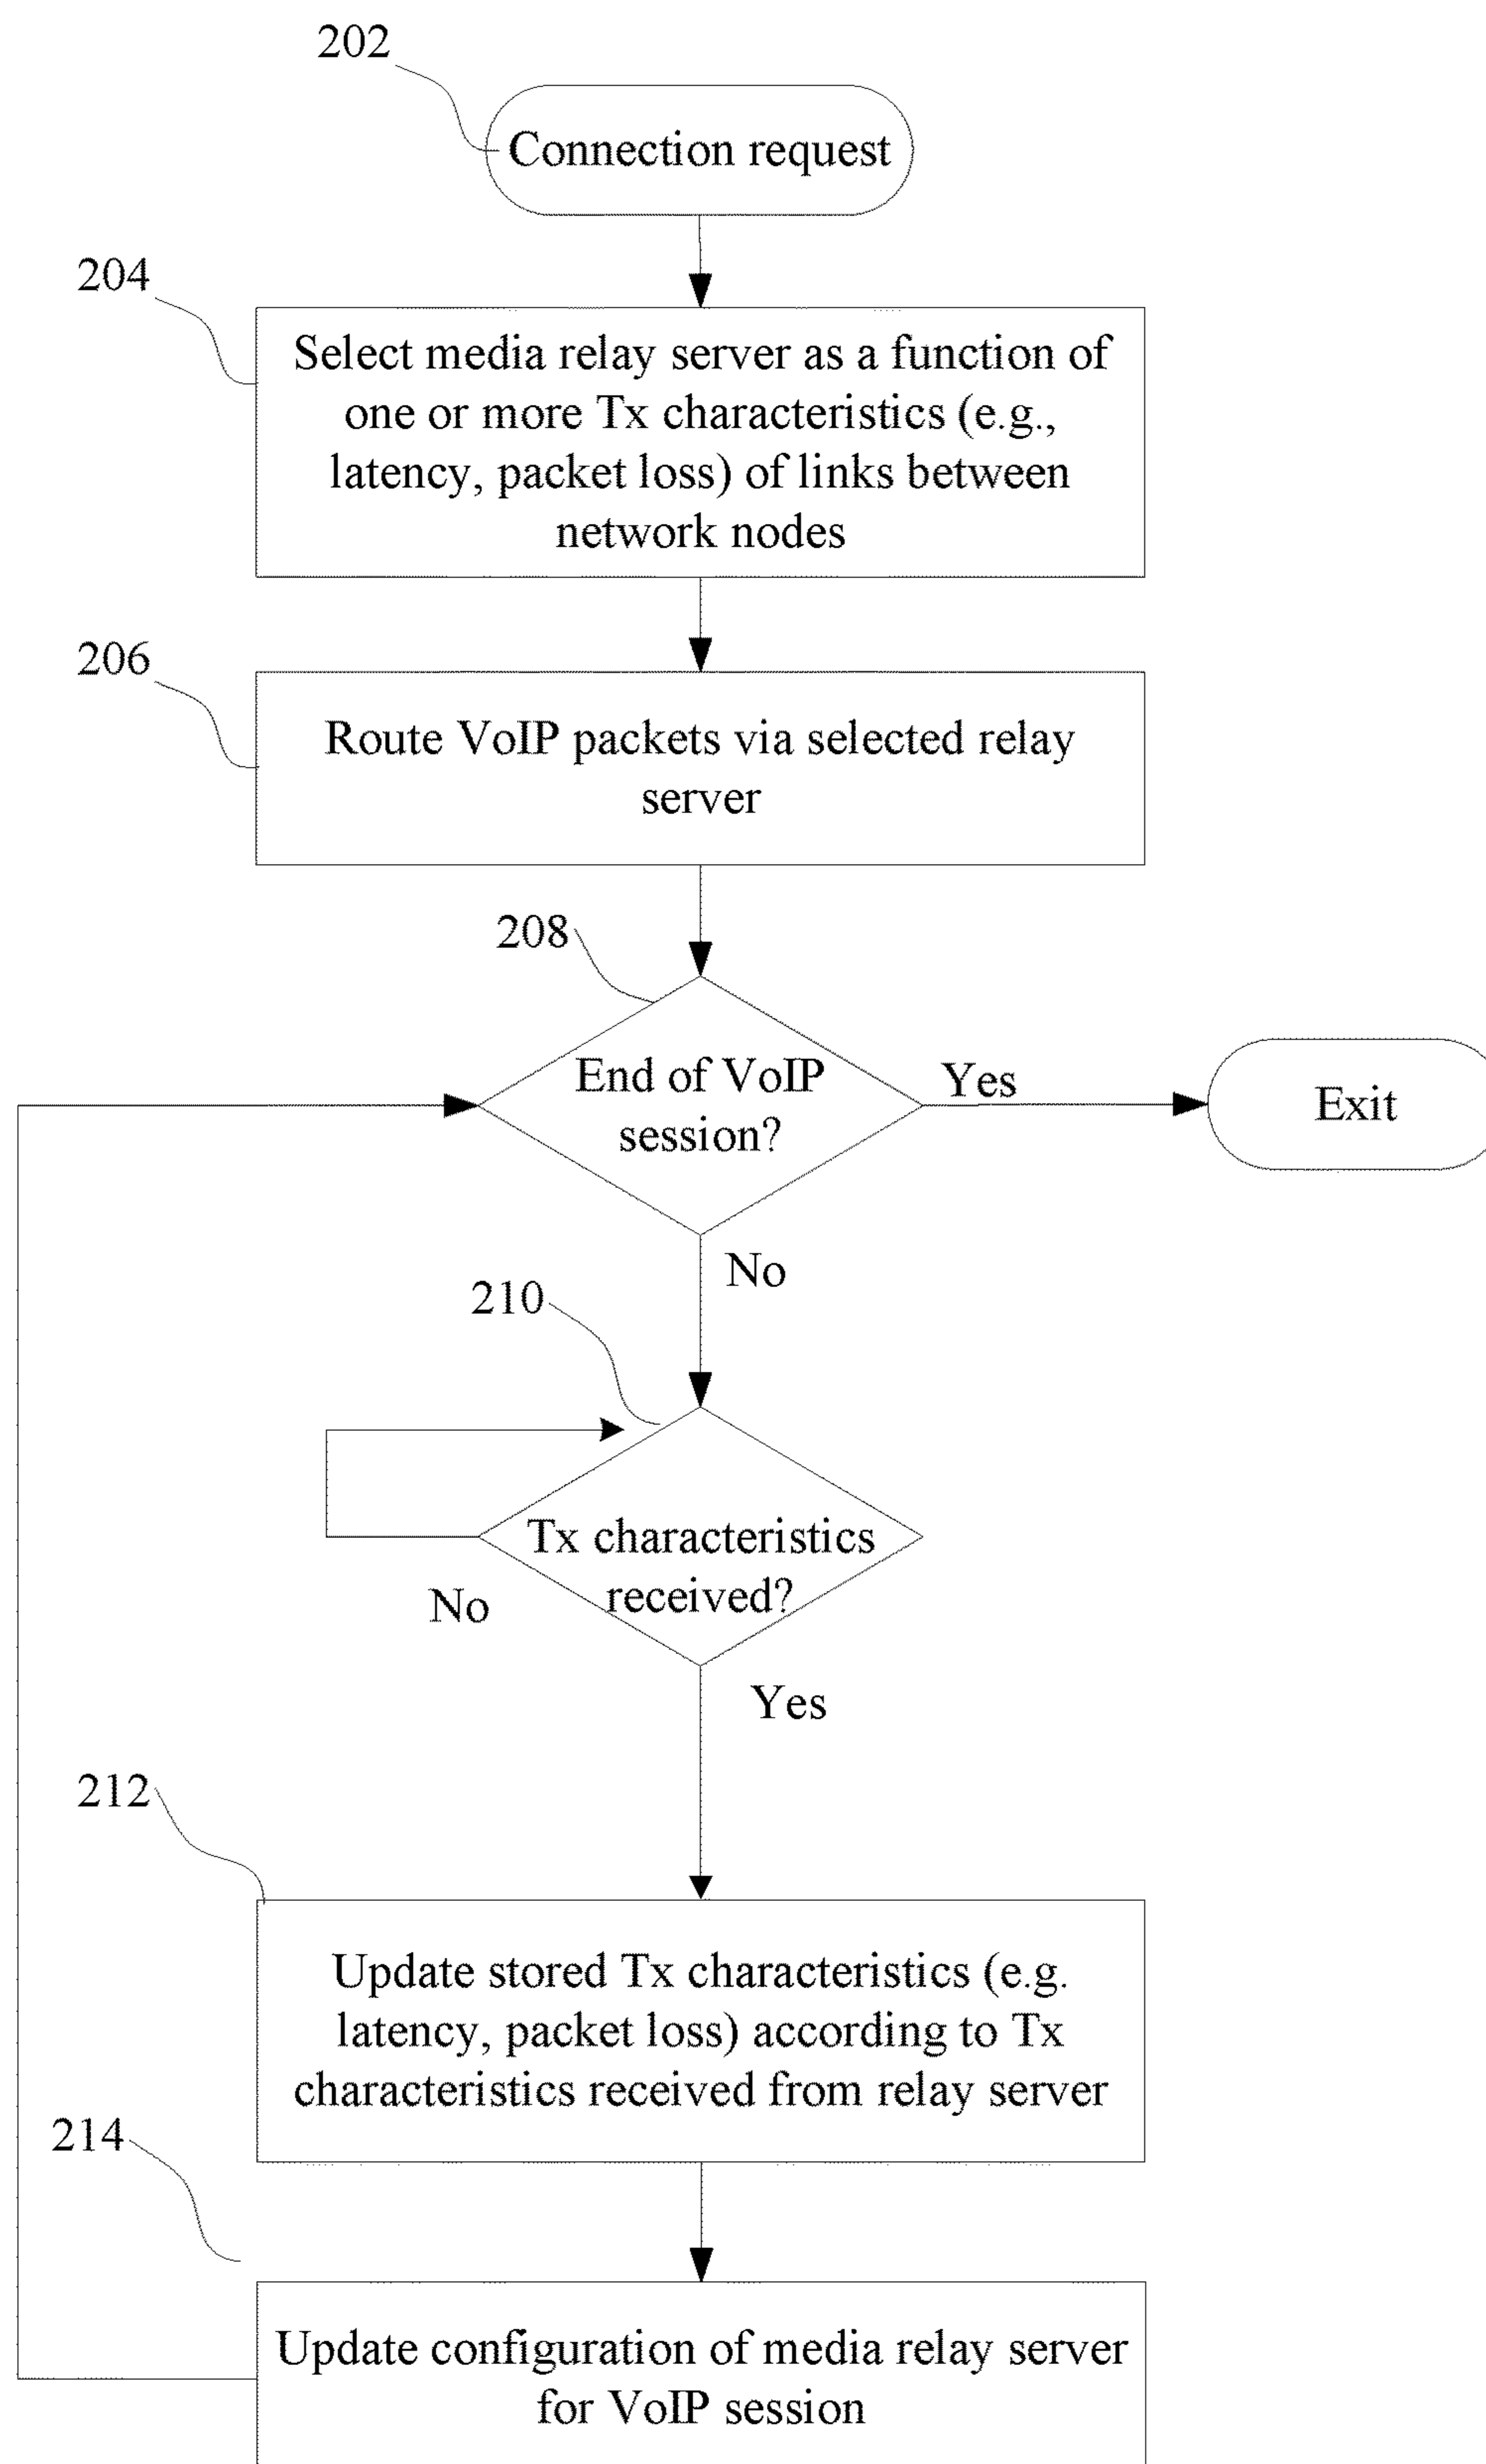 202
Connection request
204
Select media relay server as a function of
one or more Tx characteristics (e.g.,
latency, packet loss) of links between
network nodes
206
Route VoIP packets via selected relay
server
208
End of VoIP
session?
Yes
Exit
No
210
Tx characteristics
received?
No
Yes
212
Update stored Tx characteristics (e.g.
latency, packet loss) according to Tx
characteristics received from relay server
214
Update configuration of media relay server
for VoIP session